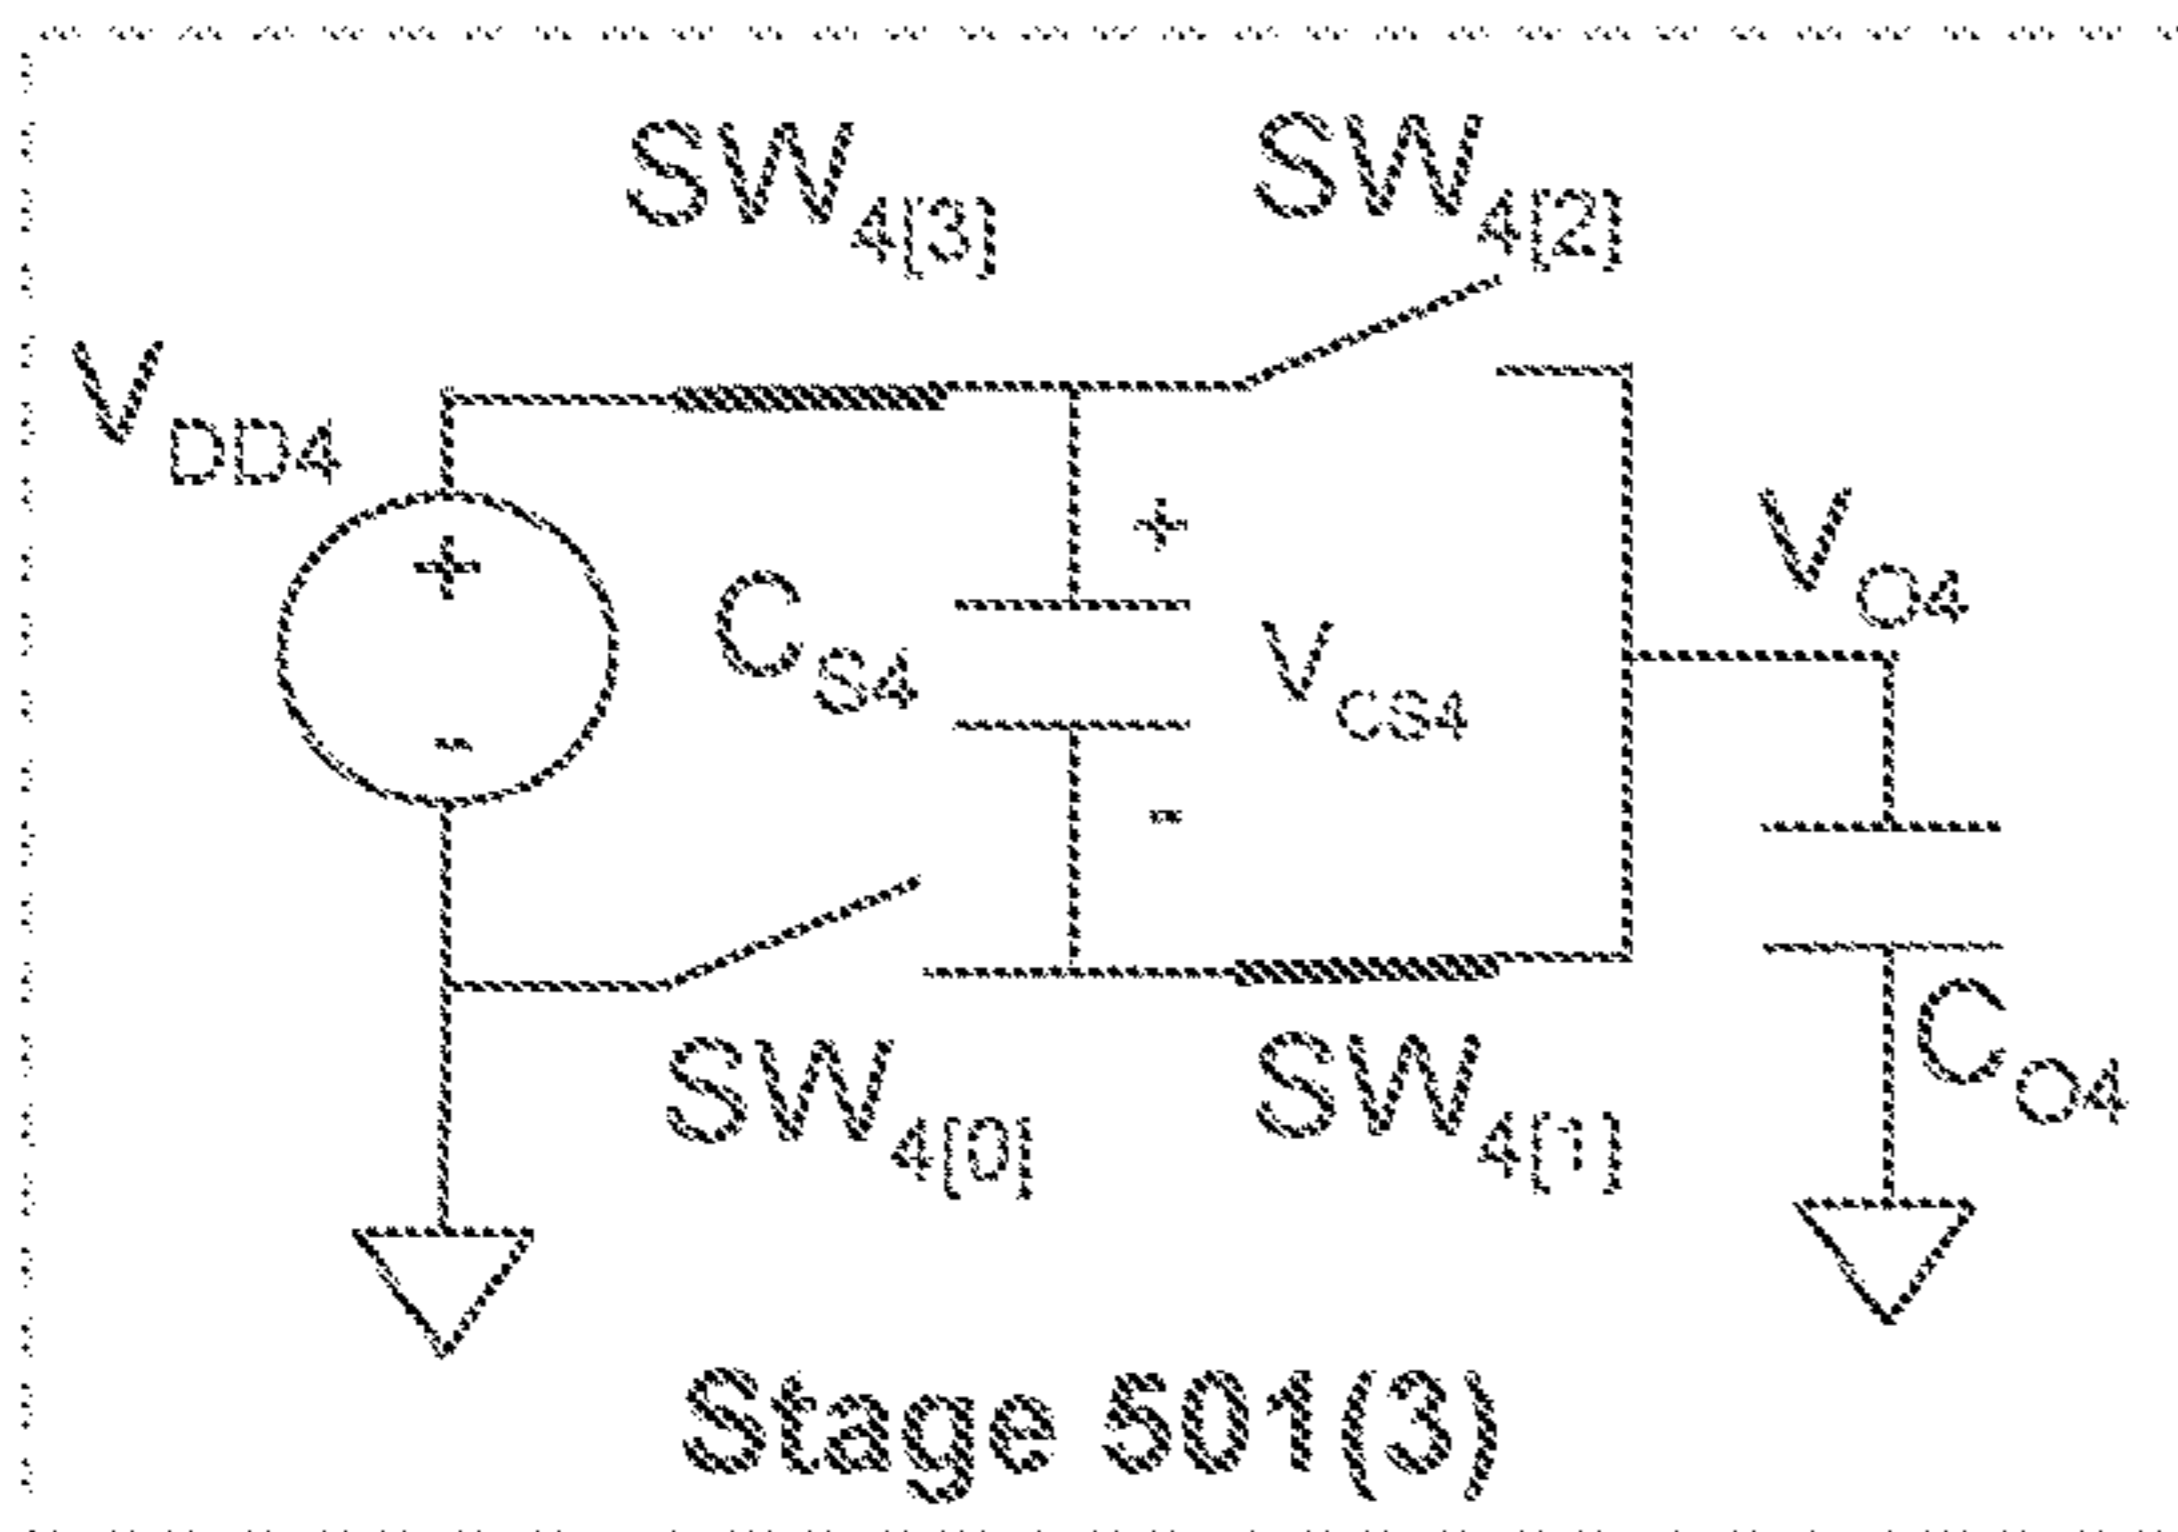 SW4[3]
SW4[2]
VDD4
+
+
CS4
VCS4
VO4
-
-
SW4[0]
SW4[1]
CO4
Stage 501(3)